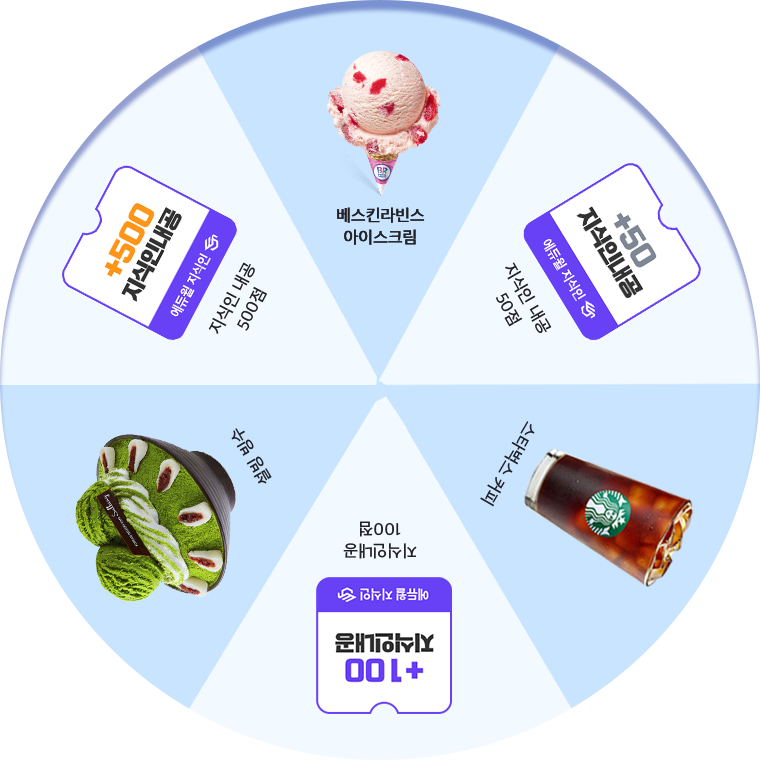 베스킨라빈스
아이스크림
+50
지식인내공
에듀윌 지식인
지식인 내공
50점
스타벅스 커피
지식인내공
100점
에듀윌 지식인
지식인내공
+100
설빙 빙수
+500
지식인내공
에듀윌 지식인
지식인 내공
500점
BR
Sulbing